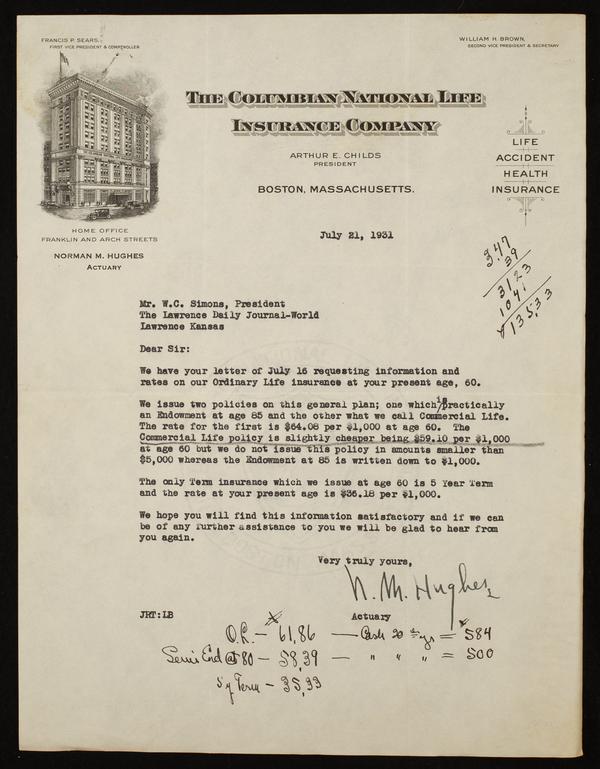 FRANCIS P. SEARS,
FIRST VICE PRESIDENT & COMPTROLLER
WILLIAM H. BROWN,
SECOND VICE PRESIDENT & SECRETARY
THE COLUMBIAN NATIONAL LIFE
INSURANCE COMPANY
ARTHUR E. CHILDS
PRESIDENT
BOSTON, MASSACHUSETTS.
LIFE
ACCIDENT
HEALTH
INSURANCE
HOME OFFICE
FRANKLIN AND ARCH STREETS
NORMAN M. HUGHES
ACTUARY
July 21, 1931
3.47
39
3123
1041
135.33
Mr. W.C. Simons, President
The Lawrence Daily Journal-World
Lawrence Kansas
Dear Sir:
We have your letter of July 16 requesting information and
rates on our Ordinary Life insurance at your present age, 60.
We issue two policies on this general plan; one which is practically
an Endowment at age 85 and the other what we call Commercial Life.
The rate for the first is $64.08 per $1,000 at age 60. The
Commercial Life policy is slightly cheaper being $59.10 per $1,000
at age 60 but we do not issue this policy in amounts smaller than
$5,000 whereas the Endowment at 85 is written down to $1,000.
The only Term insurance which we issue at age 60 is 5 Year Term
and the rate at your present age is $36.18 per $1,000.
We hope you will find this information satisfactory and if we can
be of any further assistance to you we will be glad to hear from
you again.
Very truly yours,
N. M. Hughes
JRT:LB
Actuary
O.L. — 61,86 — Cash 20 yrs = 584
Semi End @ 80 — 58,39 — " " " = 500
5 y Term — 35,33